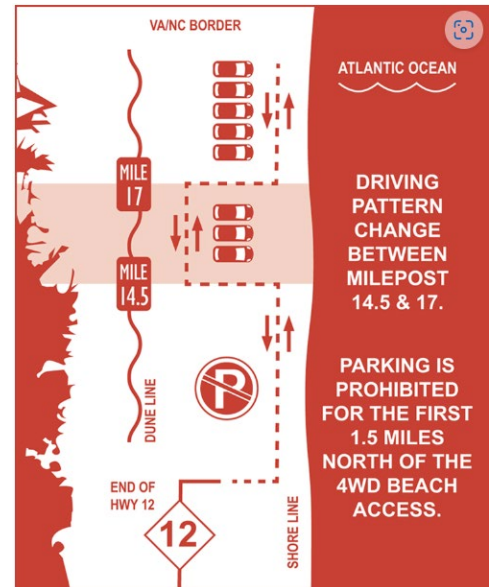 VA/NC BORDER
ATLANTIC OCEAN
MILE
17
MILE
14.5
DRIVING
PATTERN
CHANGE
BETWEEN
MILEPOST
14.5 & 17.
P
DUNE LINE
PARKING IS
PROHIBITED
FOR THE FIRST
1.5 MILES
NORTH OF THE
4WD BEACH
ACCESS.
END OF
HWY 12
12
SHORE LINE